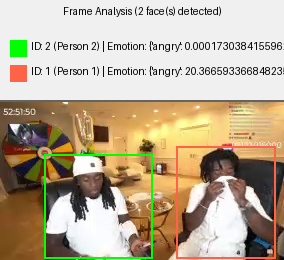 Frame Analysis (2 face(s) detected)
ID: 2 (Person 2) | Emotion: {'angry': 0.000173038415596
ID: 1 (Person 1) | Emotion: {'angry': 20.36659336684823
52:51:50